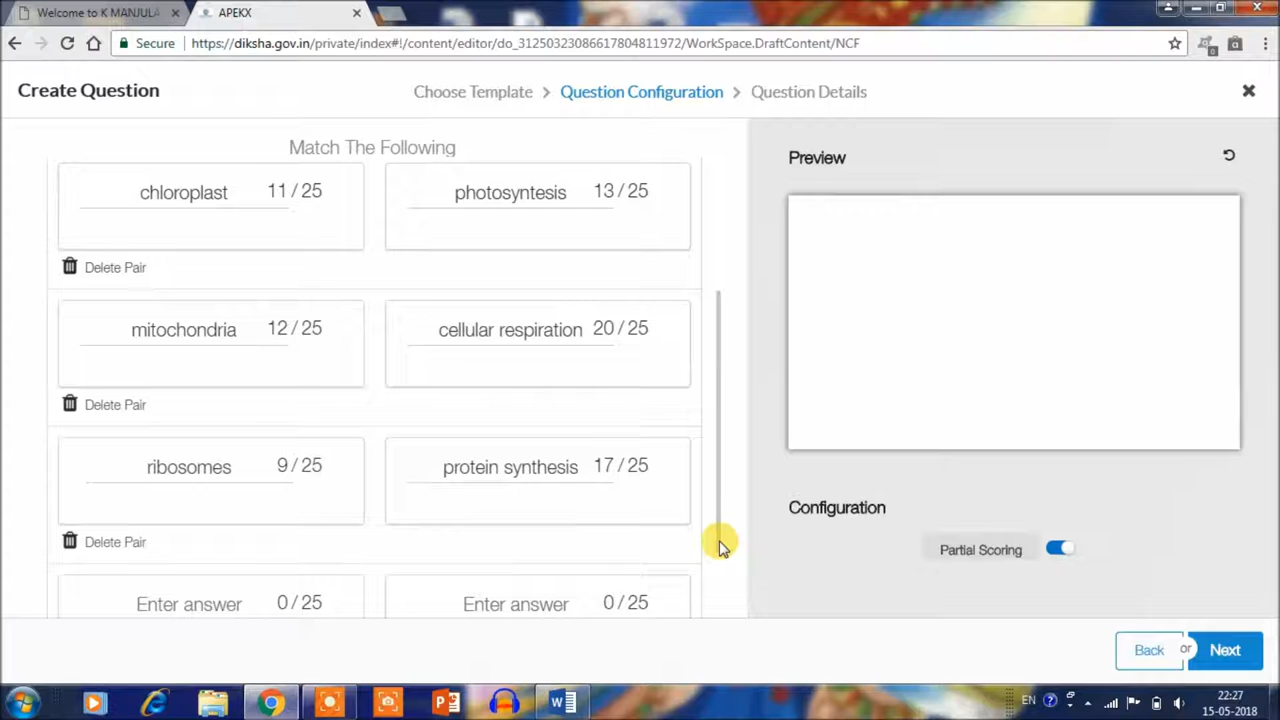 Welcome to K MANJULA
APEKX
Secure
https://diksha.gov.in/private/index#!/content/editor/do_31250323086617804811972/WorkSpace.DraftContent/NCF
Create Question
Choose Template > Question Configuration > Question Details
Match The Following
chloroplast 11 / 25
photosyntesis 13 / 25
Delete Pair
mitochondria 12 / 25
cellular respiration 20 / 25
Delete Pair
ribosomes 9 / 25
protein synthesis 17 / 25
Delete Pair
Enter answer 0 / 25
Enter answer 0 / 25
Preview
Configuration
Partial Scoring
Back or Next
EN
22:27
15-05-2018